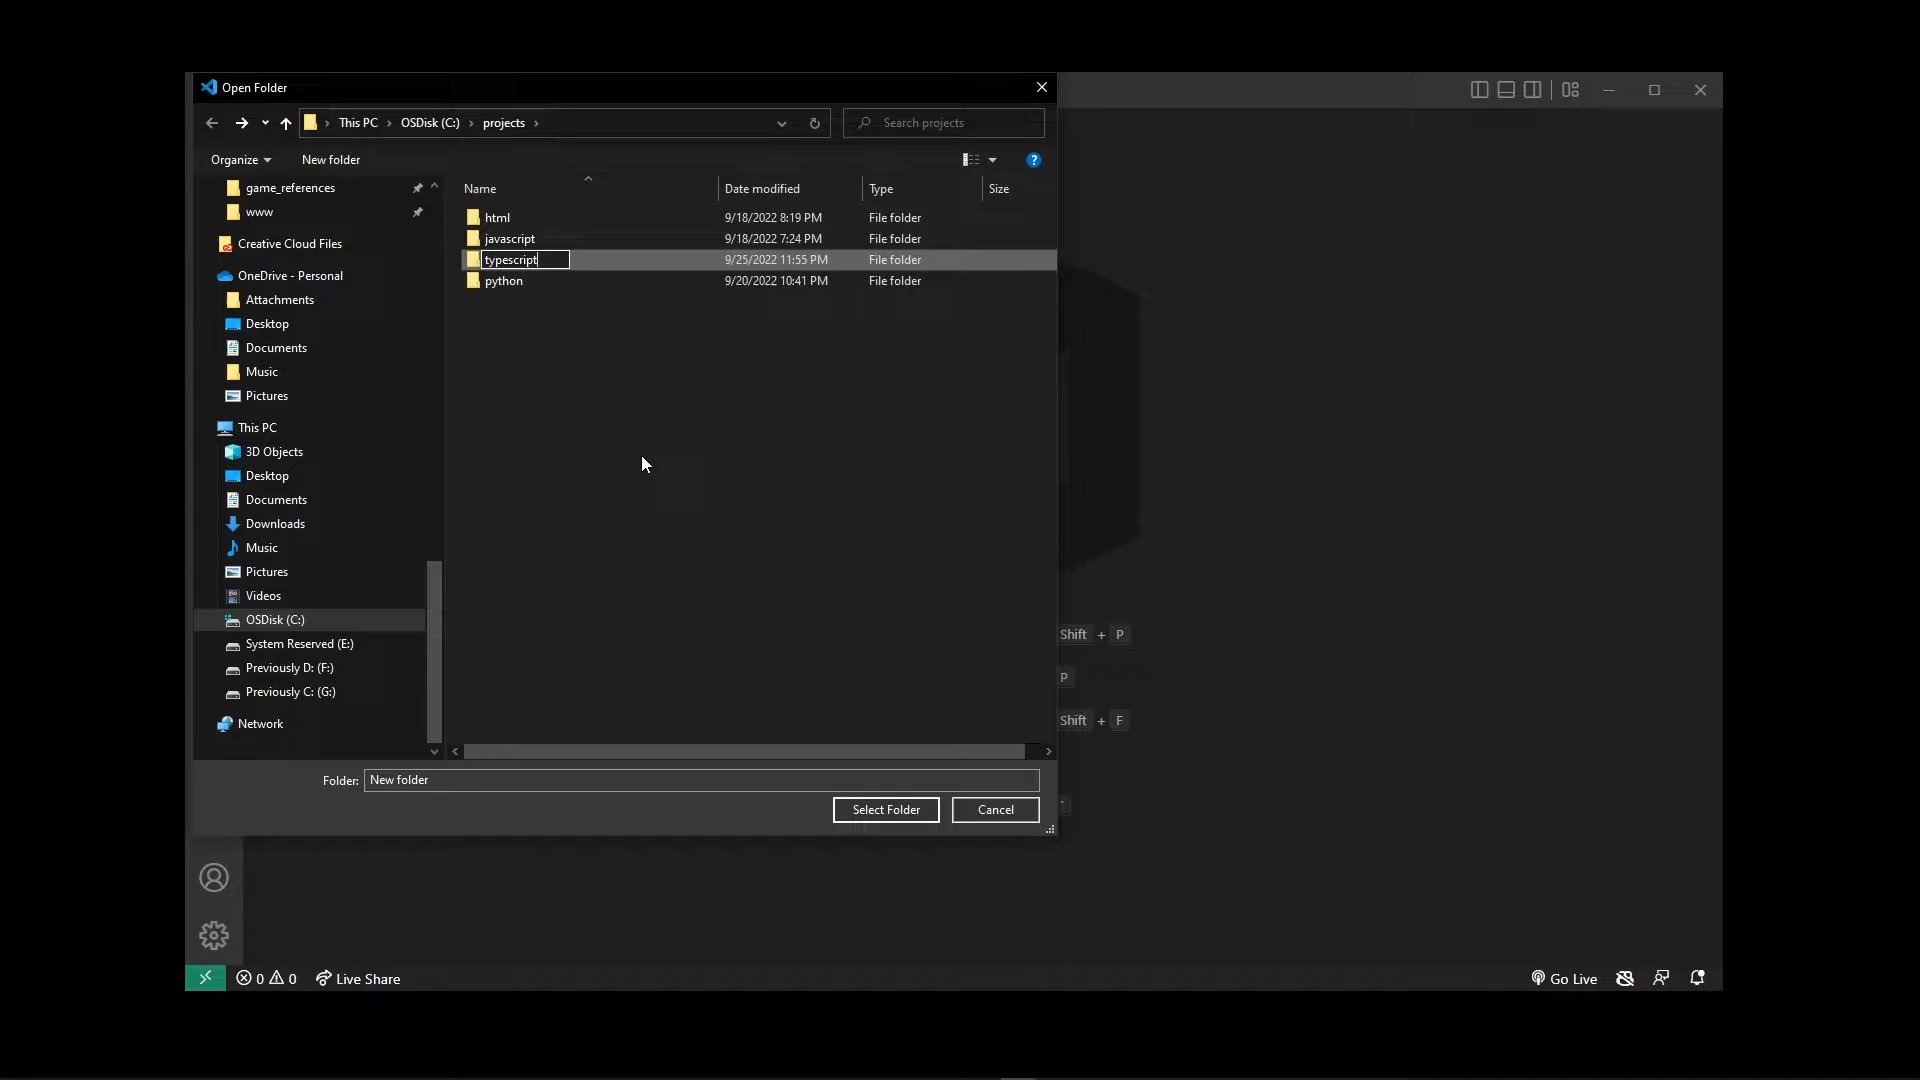 Open Folder
This PC > OSDisk (C:) > projects >
Search projects
Organize
New folder
game_references
www
Creative Cloud Files
OneDrive - Personal
Attachments
Desktop
Documents
Music
Pictures
This PC
3D Objects
Desktop
Documents
Downloads
Music
Pictures
Videos
OSDisk (C:)
System Reserved (E:)
Previously D: (F:)
Previously C: (G:)
Network
Name Date modified Type Size
html 9/18/2022 8:19 PM File folder
javascript 9/18/2022 7:24 PM File folder
typescript 9/25/2022 11:55 PM File folder
python 9/20/2022 10:41 PM File folder
Shift + P
P
Shift + F
Folder: New folder
Select Folder Cancel
0 0 Live Share
Go Live